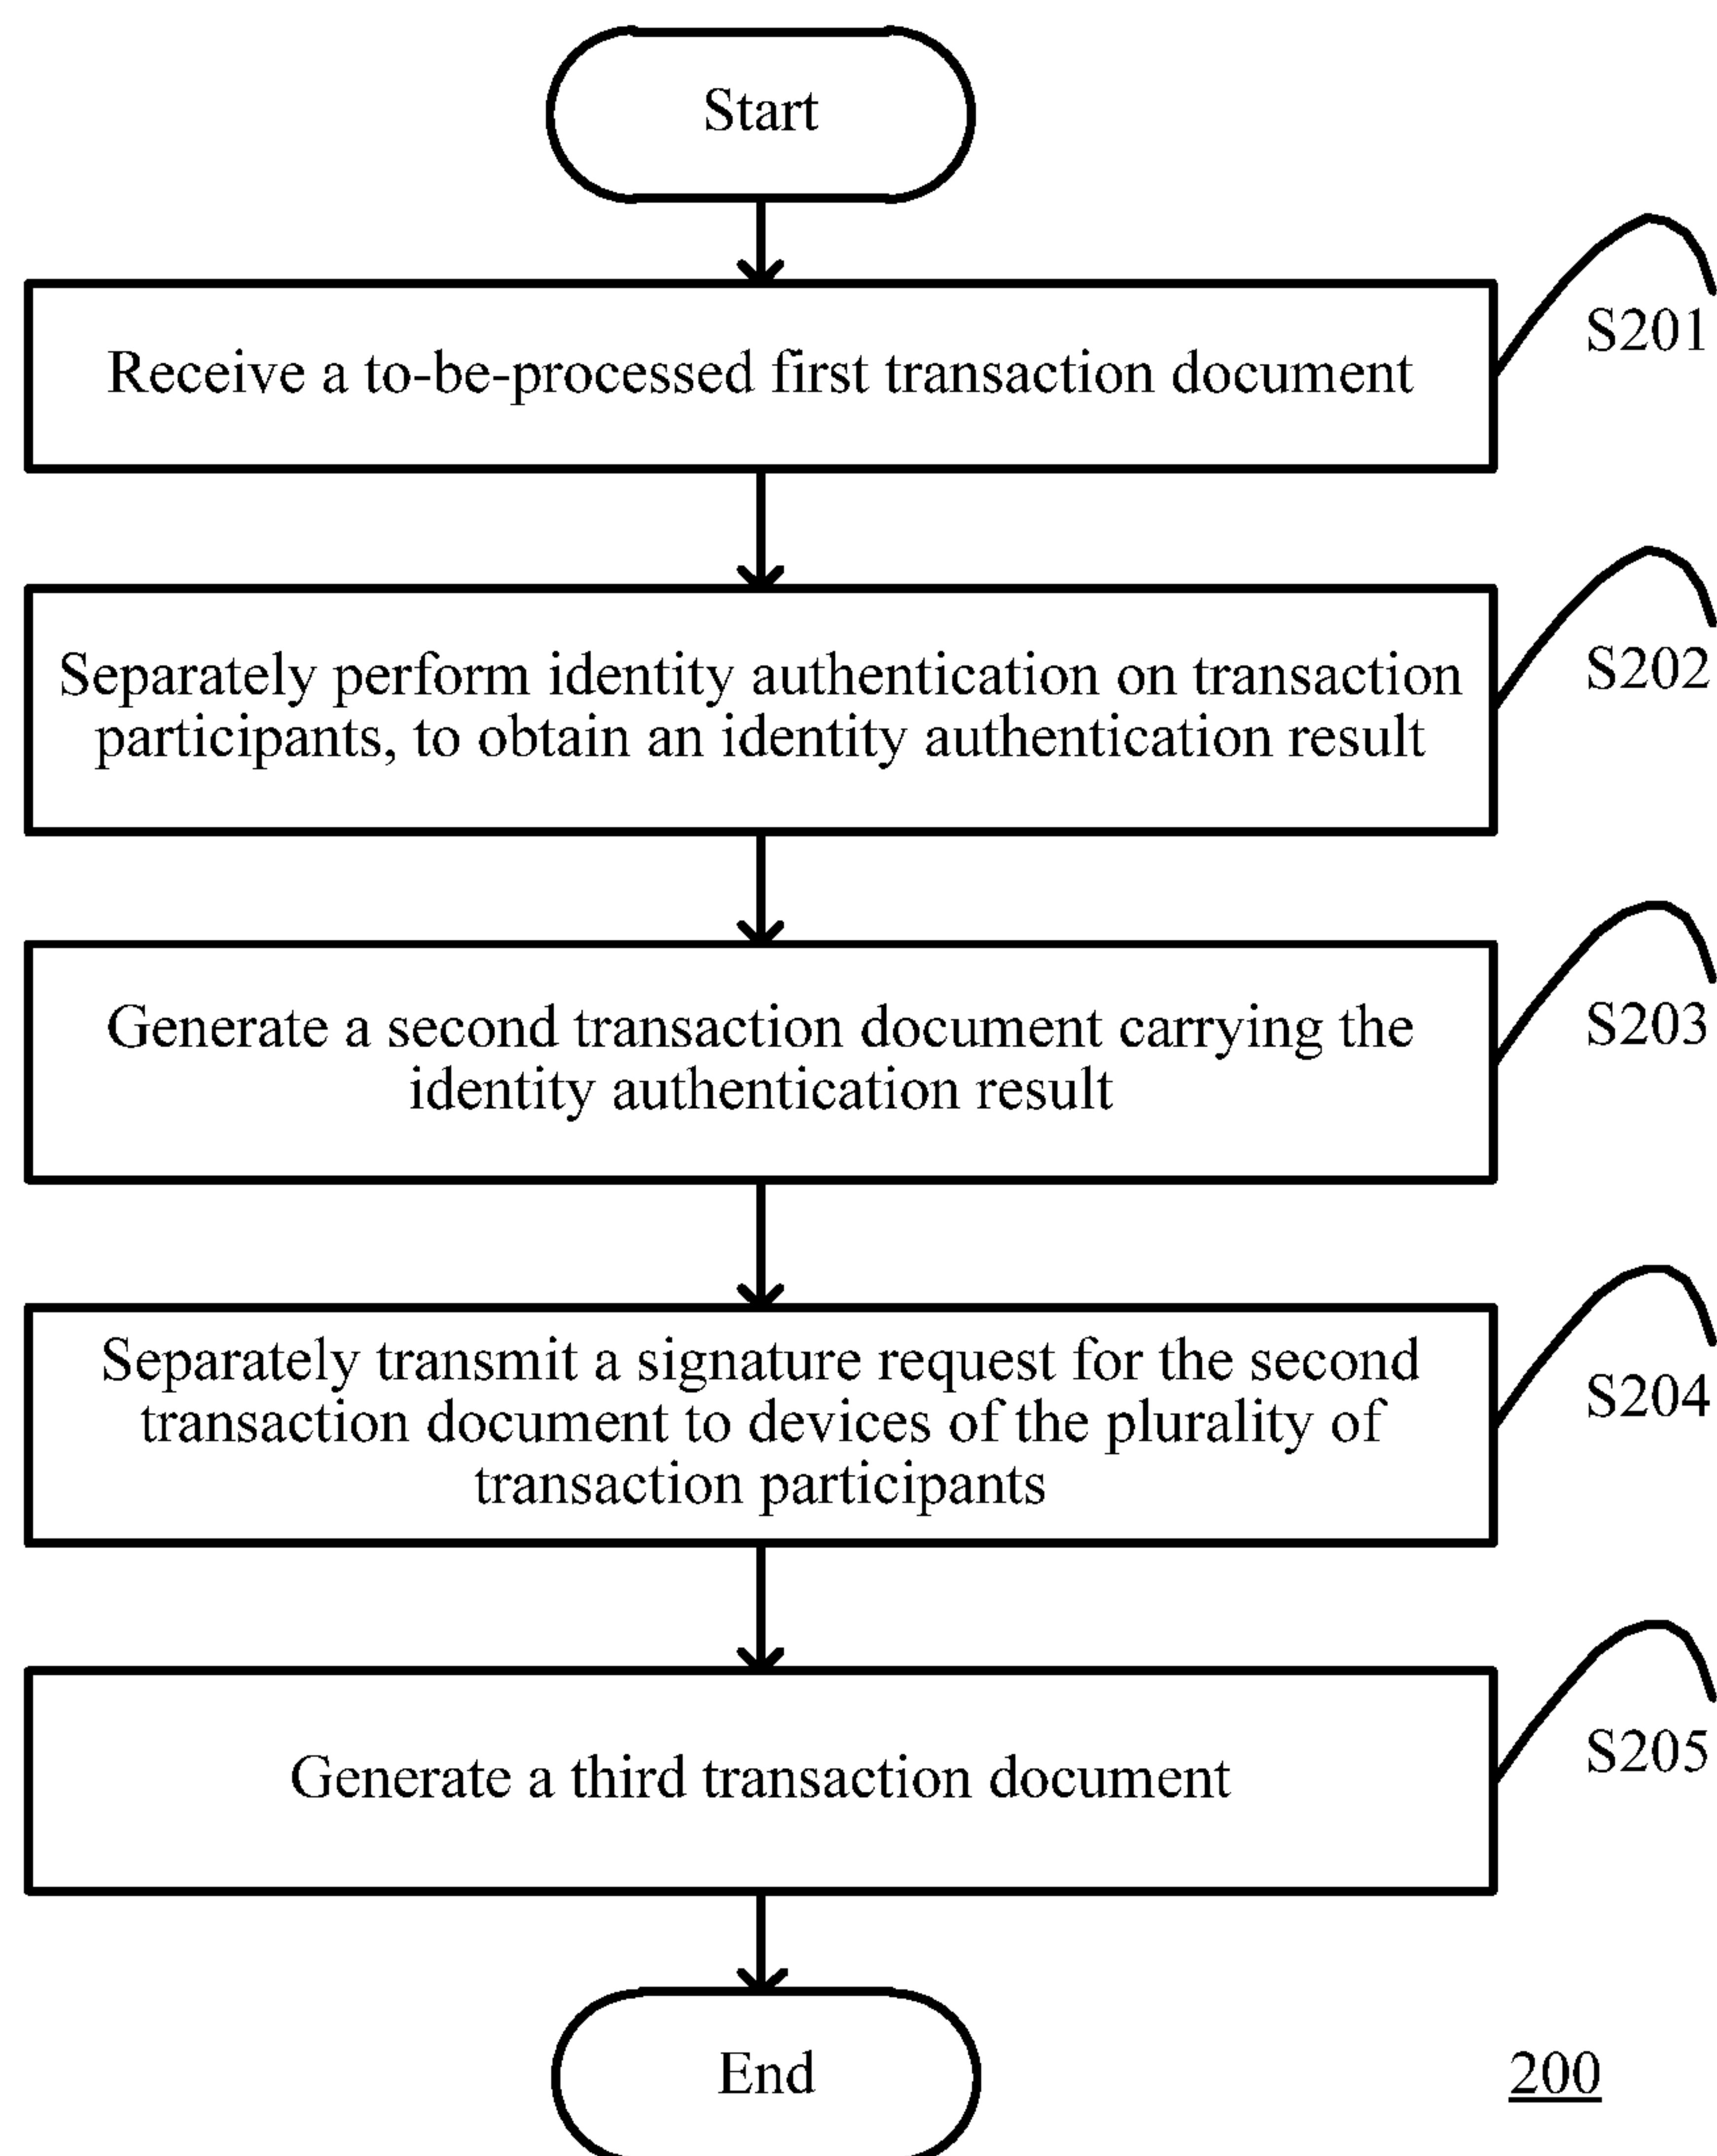 Start
S201
Receive a to-be-processed first transaction document
S202
Separately perform identity authentication on transaction
participants, to obtain an identity authentication result
S203
Generate a second transaction document carrying the
identity authentication result
S204
Separately transmit a signature request for the second
transaction document to devices of the plurality of
transaction participants
S205
Generate a third transaction document
End
200